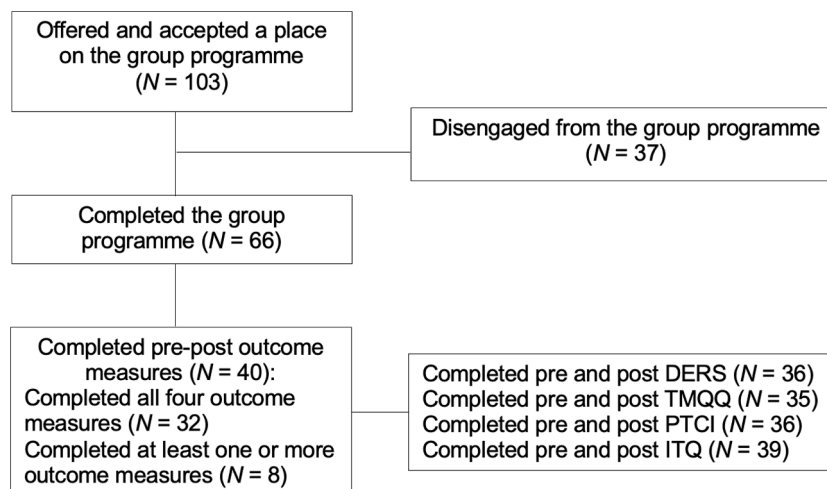 Offered and accepted a place
on the group programme
(N = 103)
Disengaged from the group programme
(N = 37)
Completed the group
programme (N = 66)
Completed pre-post outcome
measures (N = 40):
Completed all four outcome
measures (N = 32)
Completed at least one or more
outcome measures (N = 8)
Completed pre and post DERS (N = 36)
Completed pre and post TMQQ (N = 35)
Completed pre and post PTCI (N = 36)
Completed pre and post ITQ (N = 39)